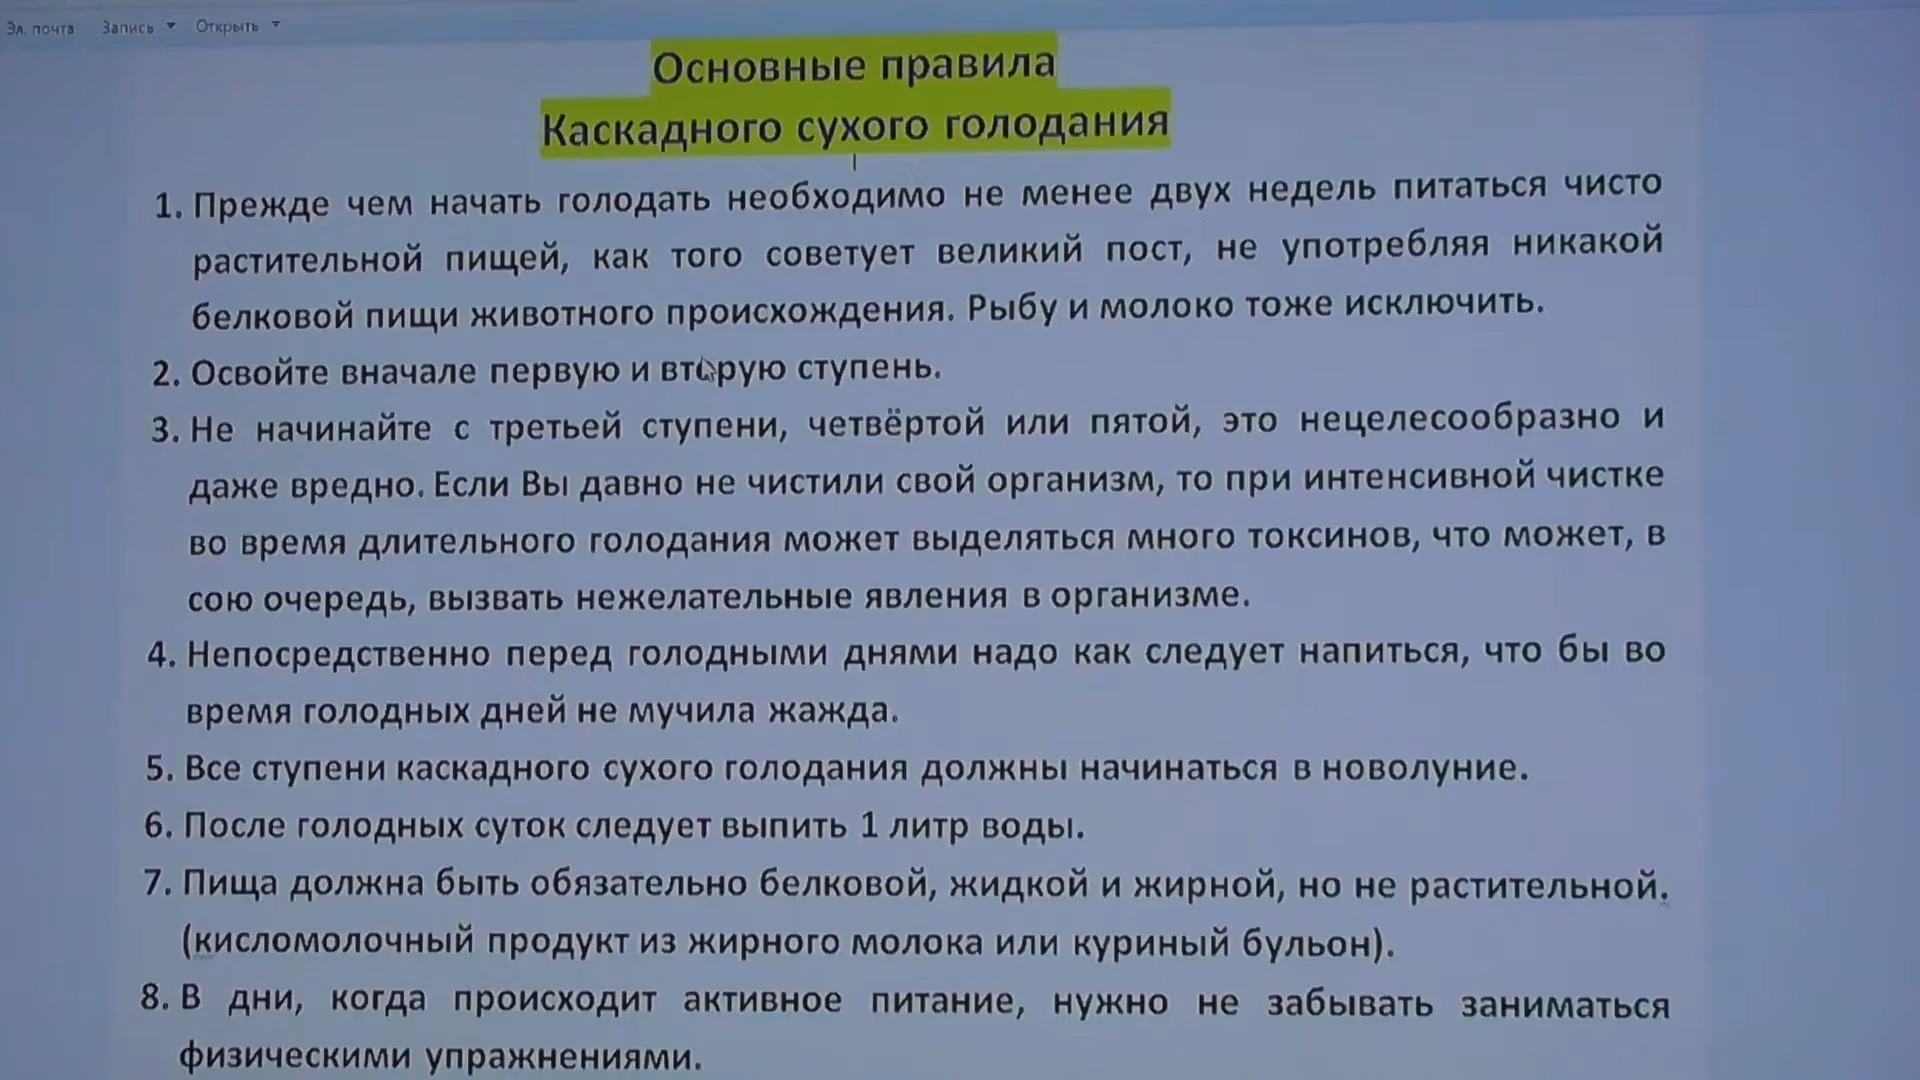 Эл. почта Запись Открыть
Основные правила
Каскадного сухого голодания
1. Прежде чем начать голодать необходимо не менее двух недель питаться чисто
растительной пищей, как того советует великий пост, не употребляя никакой
белковой пищи животного происхождения. Рыбу и молоко тоже исключить.
2. Освойте вначале первую и вторую ступень.
3. Не начинайте с третьей ступени, четвёртой или пятой, это нецелесообразно и
даже вредно. Если Вы давно не чистили свой организм, то при интенсивной чистке
во время длительного голодания может выделяться много токсинов, что может, в
сою очередь, вызвать нежелательные явления в организме.
4. Непосредственно перед голодными днями надо как следует напиться, что бы во
время голодных дней не мучила жажда.
5. Все ступени каскадного сухого голодания должны начинаться в новолуние.
6. После голодных суток следует выпить 1 литр воды.
7. Пища должна быть обязательно белковой, жидкой и жирной, но не растительной.
(кисломолочный продукт из жирного молока или куриный бульон).
8. В дни, когда происходит активное питание, нужно не забывать заниматься
физическими упражнениями.